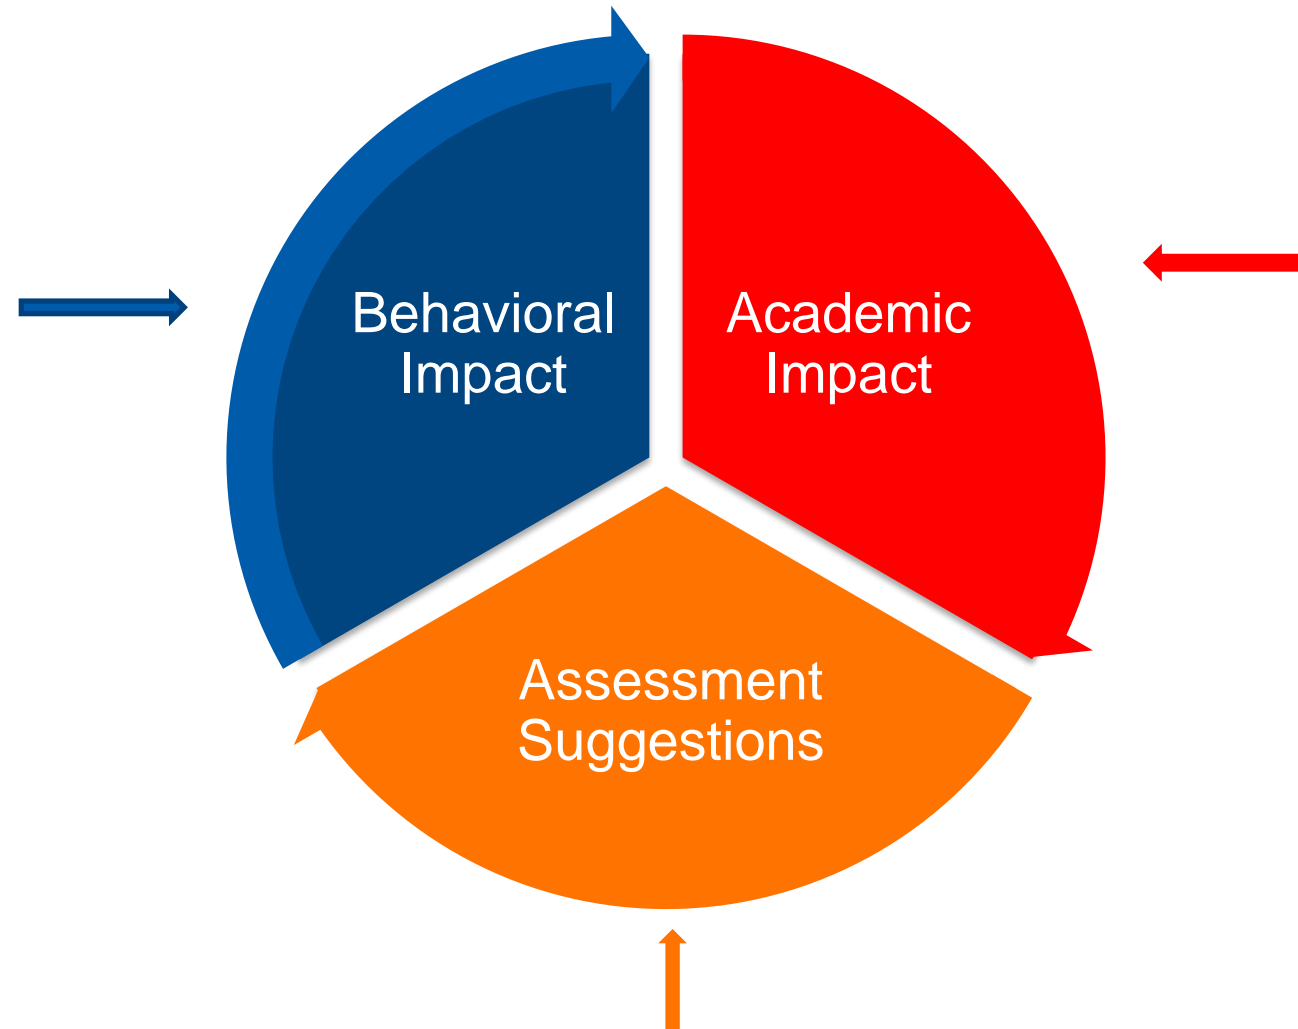 Behavioral
Impact
Academic
Impact
Assessment
Suggestions